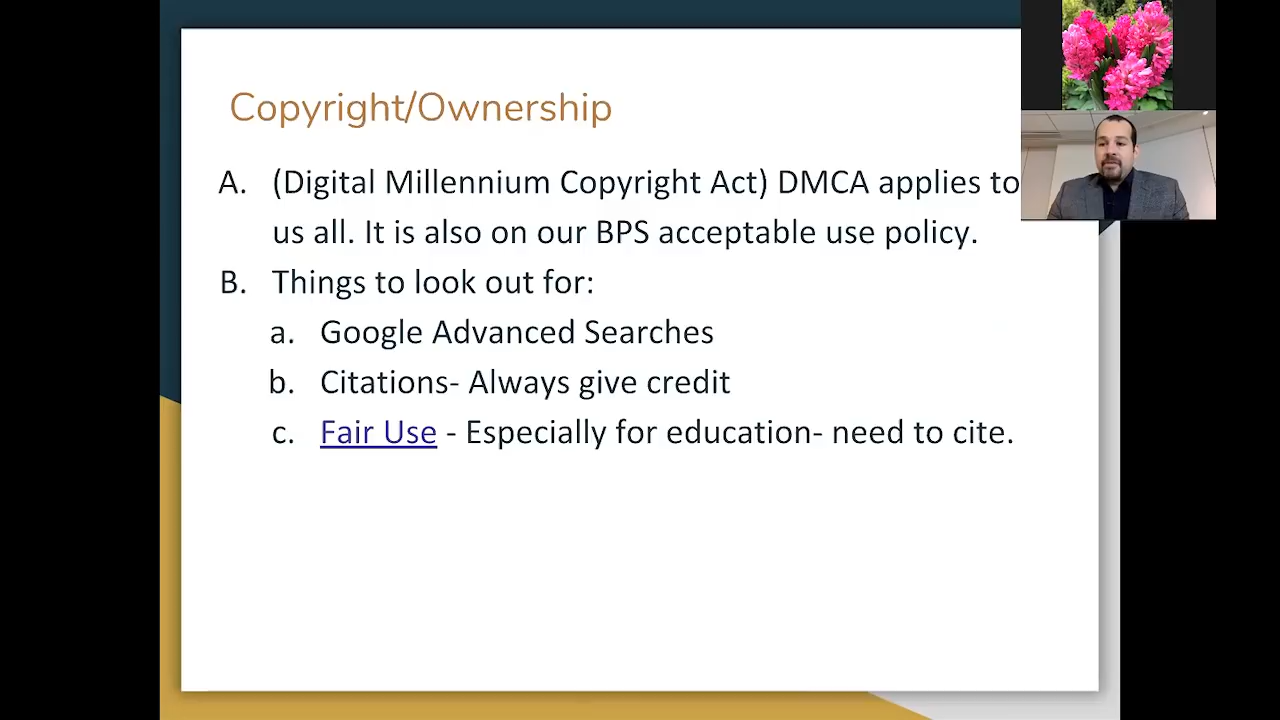 Copyright/Ownership
A. (Digital Millennium Copyright Act) DMCA applies to
us all. It is also on our BPS acceptable use policy.
B. Things to look out for:
a. Google Advanced Searches
b. Citations- Always give credit
c. Fair Use - Especially for education- need to cite.